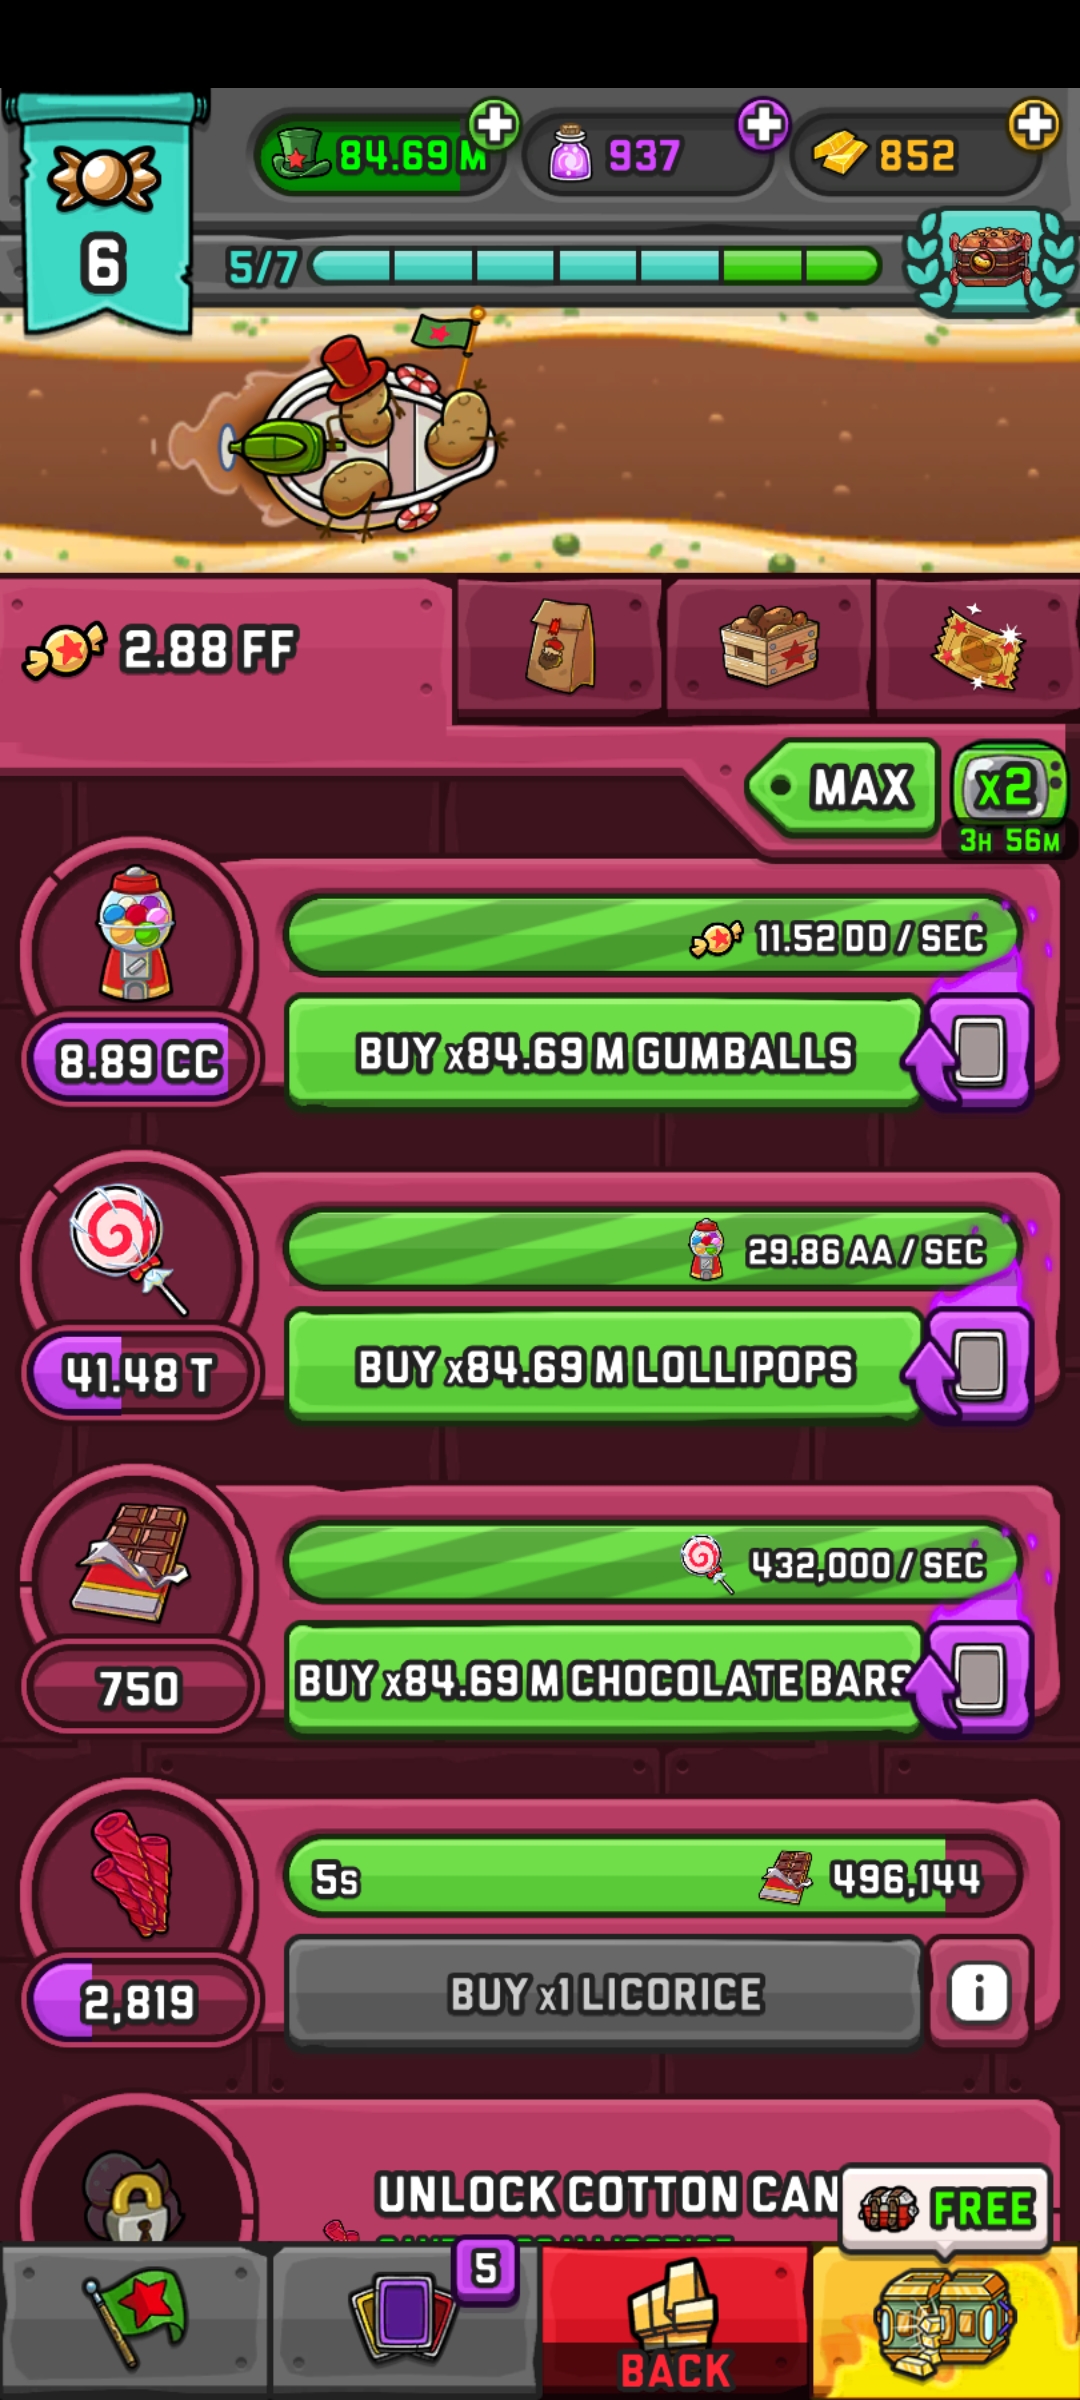 84.69 M
937
852
6
5/7
2.88 FF
MAX
x2
3H 56M
11.52 DD / SEC
8.89 CC
BUY x84.69 M GUMBALLS
29.86 AA / SEC
41.48 T
BUY x84.69 M LOLLIPOPS
432,000 / SEC
750
BUY x84.69 M CHOCOLATE BARS
5s
496,144
2,819
BUY x1 LICORICE
i
UNLOCK COTTON CAN
FREE
5
BACK